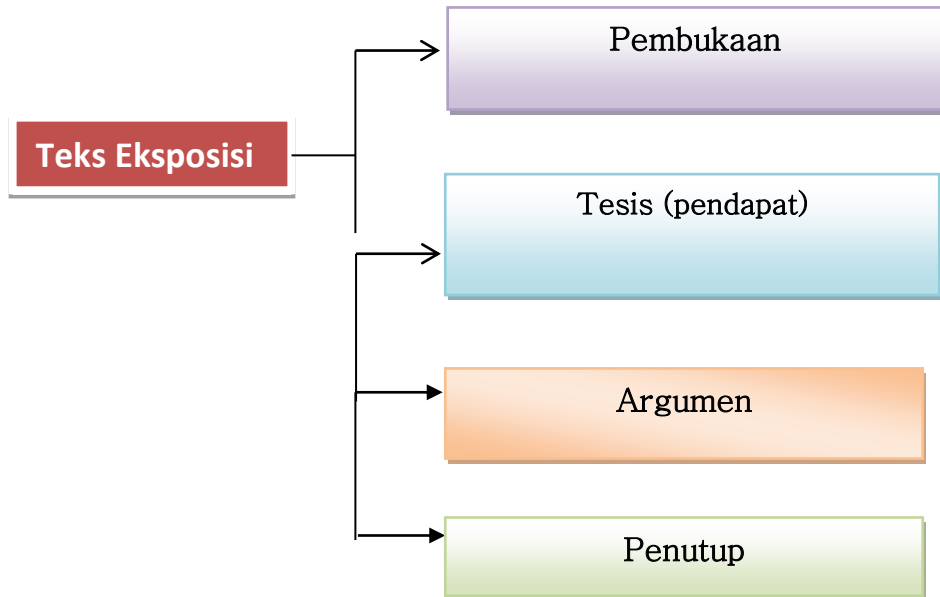 Pembukaan
Teks Eksposisi
Tesis (pendapat)
Argumen
Penutup